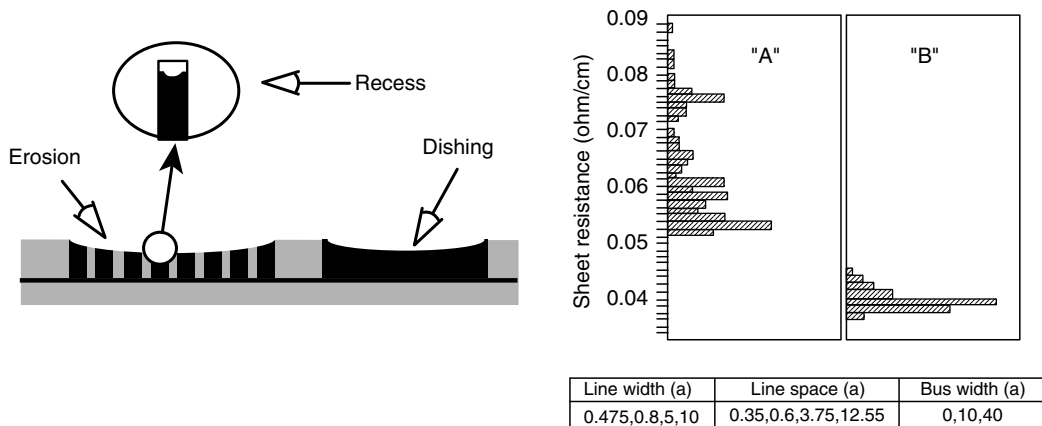 Recess
Erosion
Dishing
Sheet resistance (ohm/cm)
0.09
0.08
0.07
0.06
0.05
0.04
"A"
"B"
Line width (a) Line space (a) Bus width (a)
0.475,0.8,5,10 0.35,0.6,3.75,12.55 0,10,40